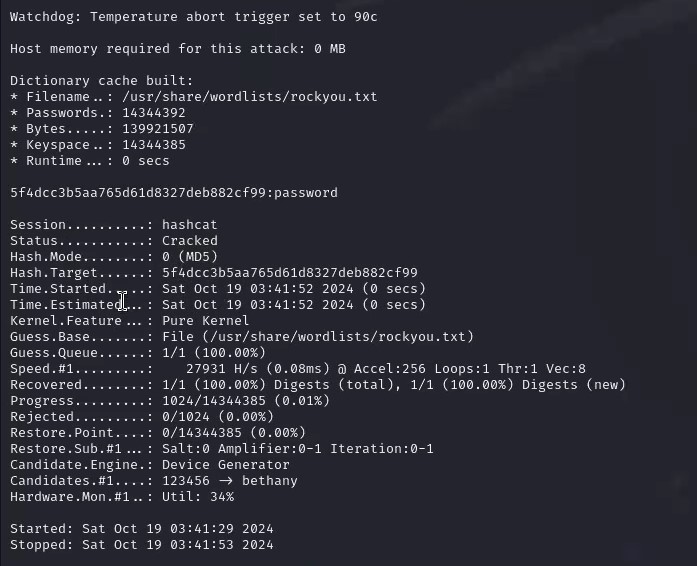 Watchdog: Temperature abort trigger set to 90c
Host memory required for this attack: 0 MB
Dictionary cache built:
* Filename..: /usr/share/wordlists/rockyou.txt
* Passwords.: 14344392
* Bytes.....: 139921507
* Keyspace..: 14344385
* Runtime...: 0 secs
5f4dcc3b5aa765d61d8327deb882cf99:password
Session..........: hashcat
Status...........: Cracked
Hash.Mode........: 0 (MD5)
Hash.Target......: 5f4dcc3b5aa765d61d8327deb882cf99
Time.Started.....: Sat Oct 19 03:41:52 2024 (0 secs)
Time.Estimated...: Sat Oct 19 03:41:52 2024 (0 secs)
Kernel.Feature...: Pure Kernel
Guess.Base.......: File (/usr/share/wordlists/rockyou.txt)
Guess.Queue......: 1/1 (100.00%)
Speed.#1.........:    27931 H/s (0.08ms) @ Accel:256 Loops:1 Thr:1 Vec:8
Recovered........: 1/1 (100.00%) Digests (total), 1/1 (100.00%) Digests (new)
Progress.........: 1024/14344385 (0.01%)
Rejected.........: 0/1024 (0.00%)
Restore.Point....: 0/14344385 (0.00%)
Restore.Sub.#1...: Salt:0 Amplifier:0-1 Iteration:0-1
Candidate.Engine.: Device Generator
Candidates.#1....: 123456 -> bethany
Hardware.Mon.#1..: Util: 34%
Started: Sat Oct 19 03:41:29 2024
Stopped: Sat Oct 19 03:41:53 2024